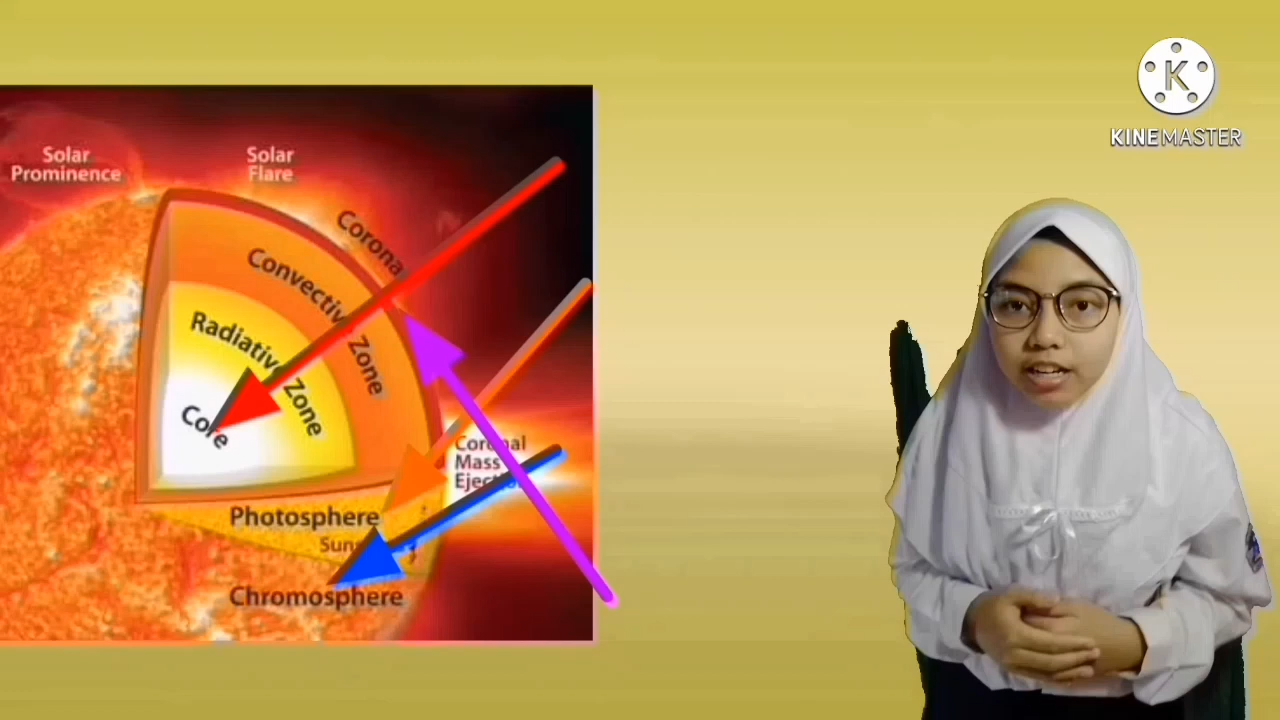 Solar
Prominence
Solar
Flare
Corona
Convective Zone
Radiative Zone
Core
Coronal
Mass
Photosphere
Chromosphere
K
KINEMASTER